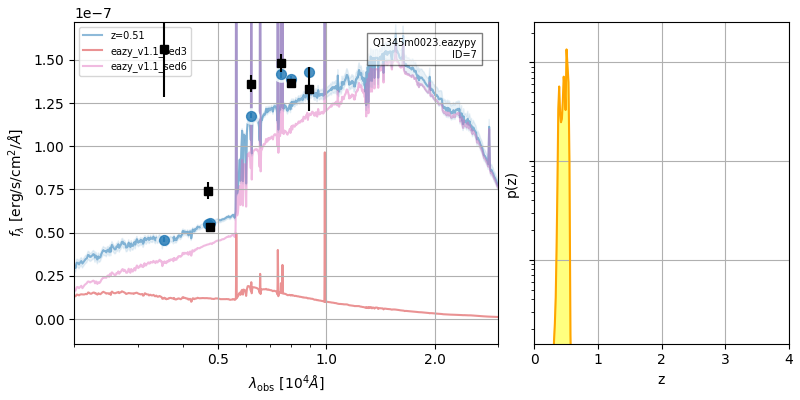 1e−7
z=0.51
eazy_v1.1_sed3
eazy_v1.1_sed6
Q1345m0023.eazypy
ID=7
1.50
1.25
1.00
0.75
0.50
0.25
0.00
f_λ [erg/s/cm²/Å]
0.5
1.0
2.0
λ_obs [10⁴Å]
p(z)
0
1
2
3
4
z